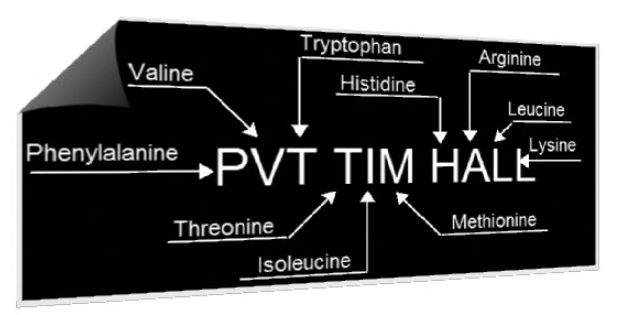 Tryptophan
Arginine
Valine
Histidine
Leucine
Phenylalanine
PVT TIM HALL
Lysine
Threonine
Methionine
Isoleucine